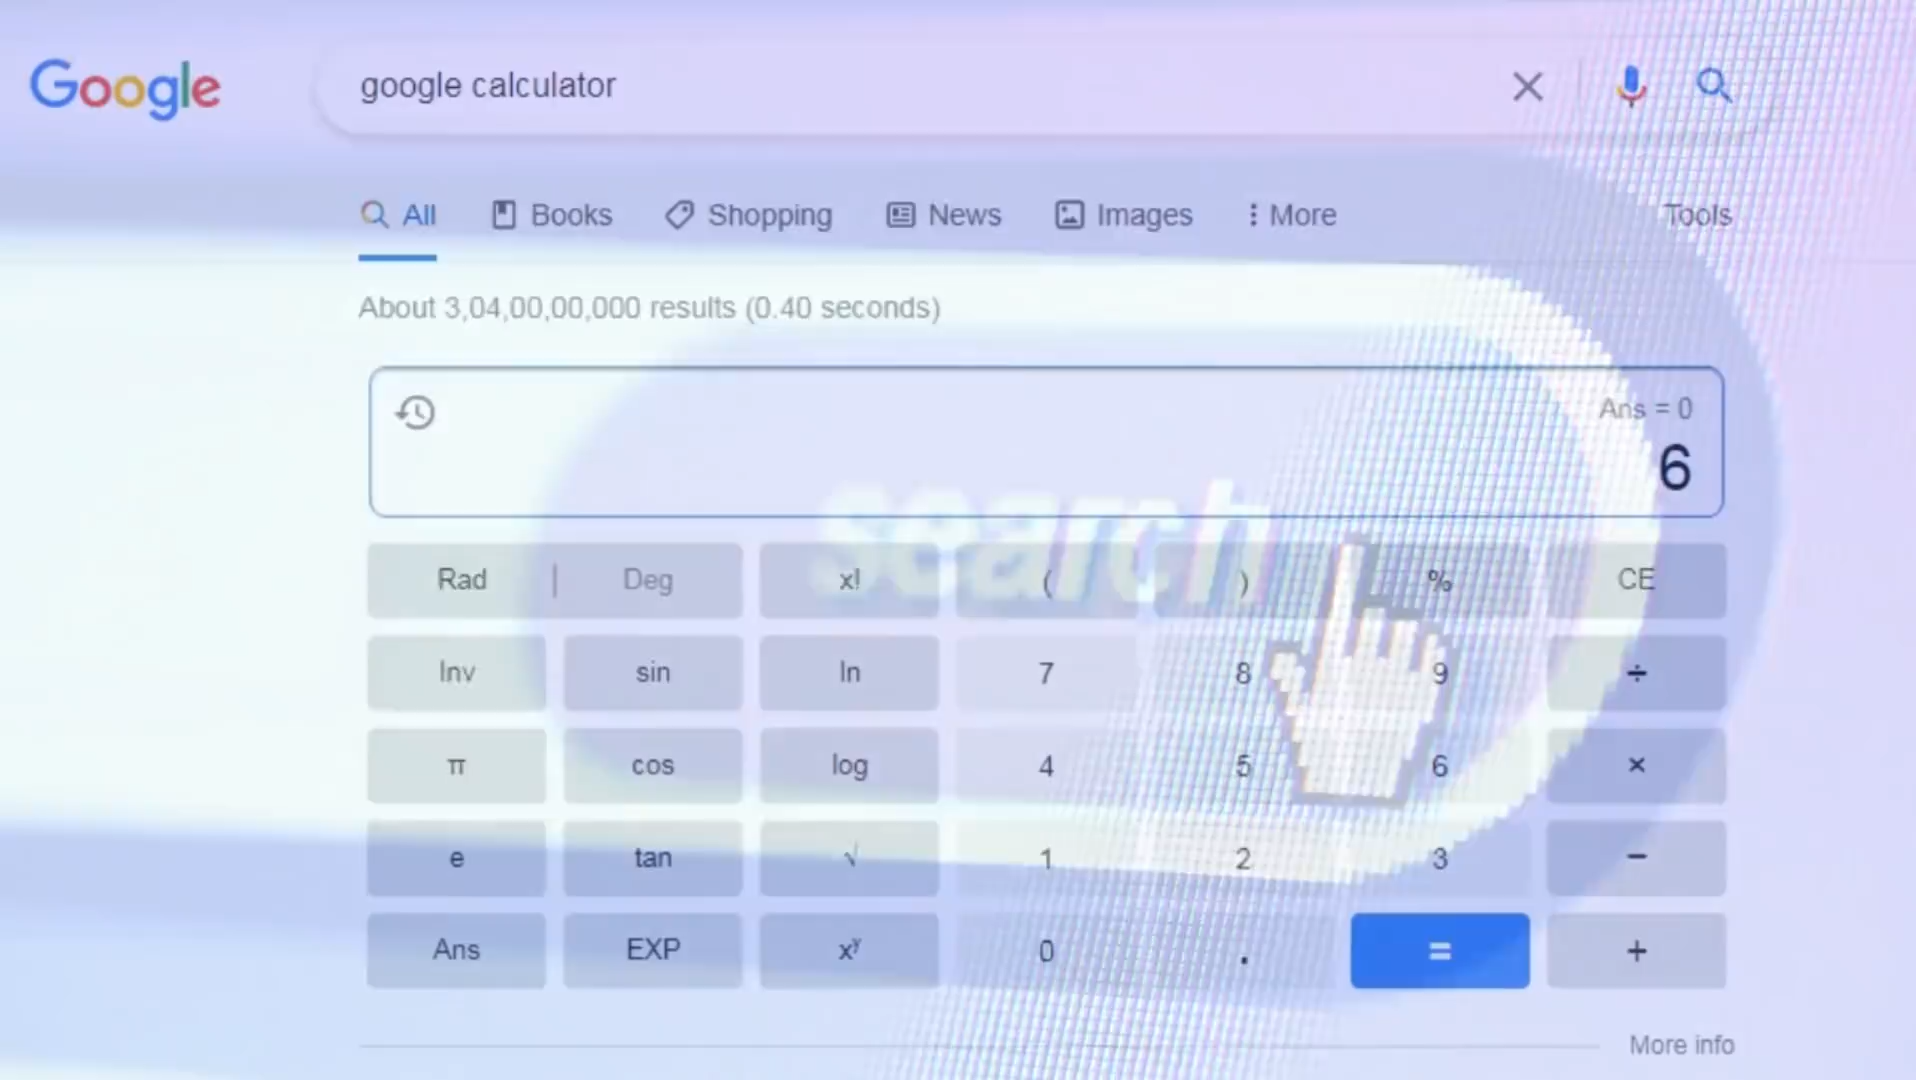 Google
google calculator
All Books Shopping News Images More Tools
About 3,04,00,00,000 results (0.40 seconds)
Ans = 0
6
search
Rad | Deg x! ( ) % CE
Inv sin ln 7 8 9 ÷
π cos log 4 5 6 ×
e tan √ 1 2 3 −
Ans EXP xʸ 0 . = +
More info